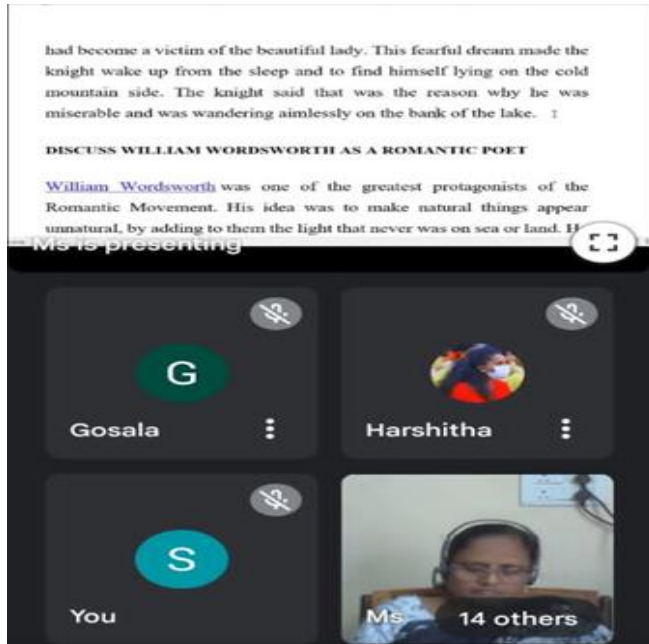 had become a victim of the beautiful lady. This fearful dream made the
knight wake up from the sleep and to find himself lying on the cold
mountain side. The knight said that was the reason why he was
miserable and was wandering aimlessly on the bank of the lake.
DISCUSS WILLIAM WORDSWORTH AS A ROMANTIC POET
William Wordsworth was one of the greatest protagonists of the
Romantic Movement. His idea was to make natural things appear
unnatural, by adding to them the light that never was on sea or land.
Ms is presenting
G
Gosala
Harshitha
S
You
Ms
14 others